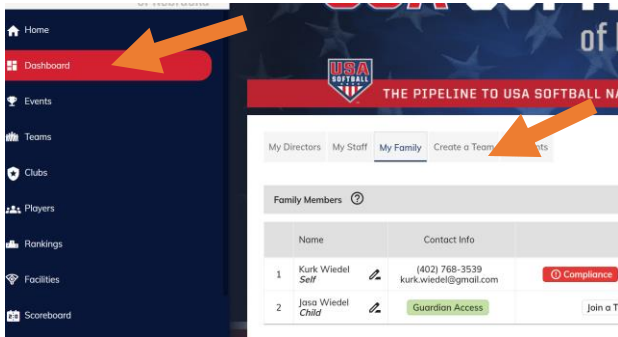 Home
Dashboard
Events
Teams
Clubs
Players
Rankings
Facilities
Scoreboard
of
USA
SOFTBALL
THE PIPELINE TO USA SOFTBALL
My Directors My Staff My Family Create a Team
Family Members ?
Name Contact Info
1 Kurk Wiedel (402) 768-3539 Compliance
Self kurk.wiedel@gmail.com
2 Jasa Wiedel Guardian Access Join a
Child